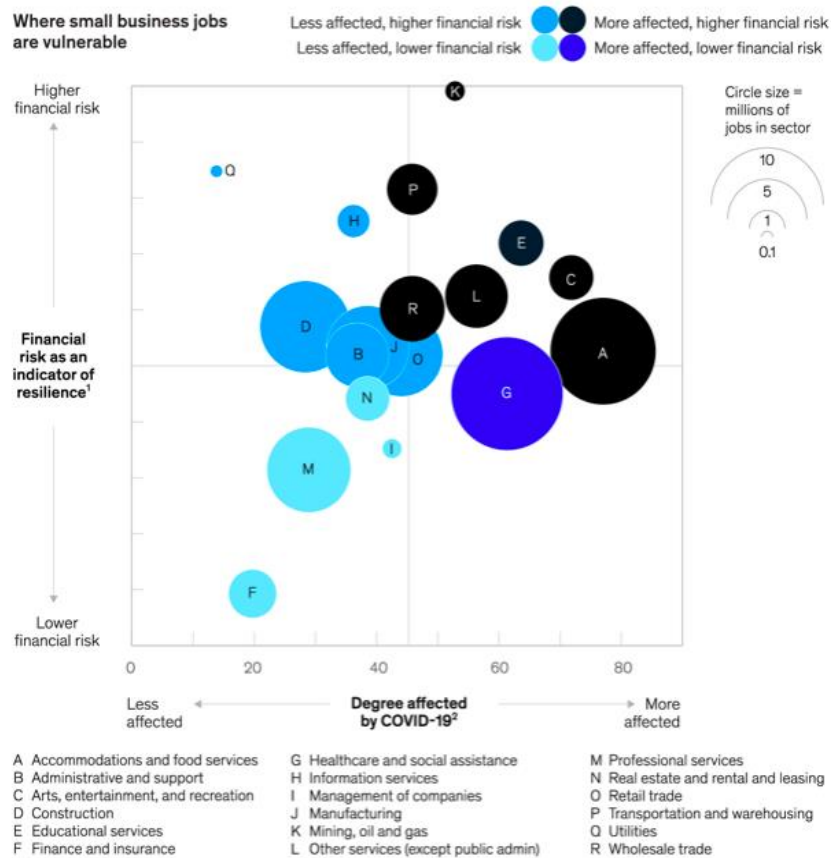 Where small business jobs
are vulnerable
Less affected, higher financial risk
More affected, higher financial risk
Less affected, lower financial risk
More affected, lower financial risk
Higher
financial risk
Circle size =
millions of
jobs in sector
10
5
1
0.1
K
Q
P
H
E
C
L
R
D
J
B
O
A
Financial
risk as an
indicator of
resilience1
G
N
I
M
F
Lower
financial risk
0 20 40 60 80
Less
affected
Degree affected
by COVID-192
More
affected
A Accommodations and food services
B Administrative and support
C Arts, entertainment, and recreation
D Construction
E Educational services
F Finance and insurance
G Healthcare and social assistance
H Information services
I Management of companies
J Manufacturing
K Mining, oil and gas
L Other services (except public admin)
M Professional services
N Real estate and rental and leasing
O Retail trade
P Transportation and warehousing
Q Utilities
R Wholesale trade